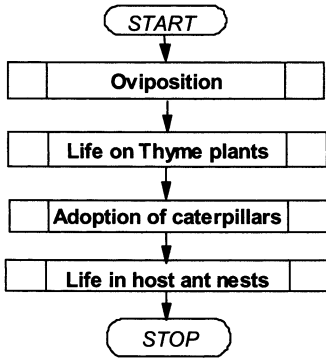 START
Oviposition
Life on Thyme plants
Adoption of caterpillars
Life in host ant nests
STOP